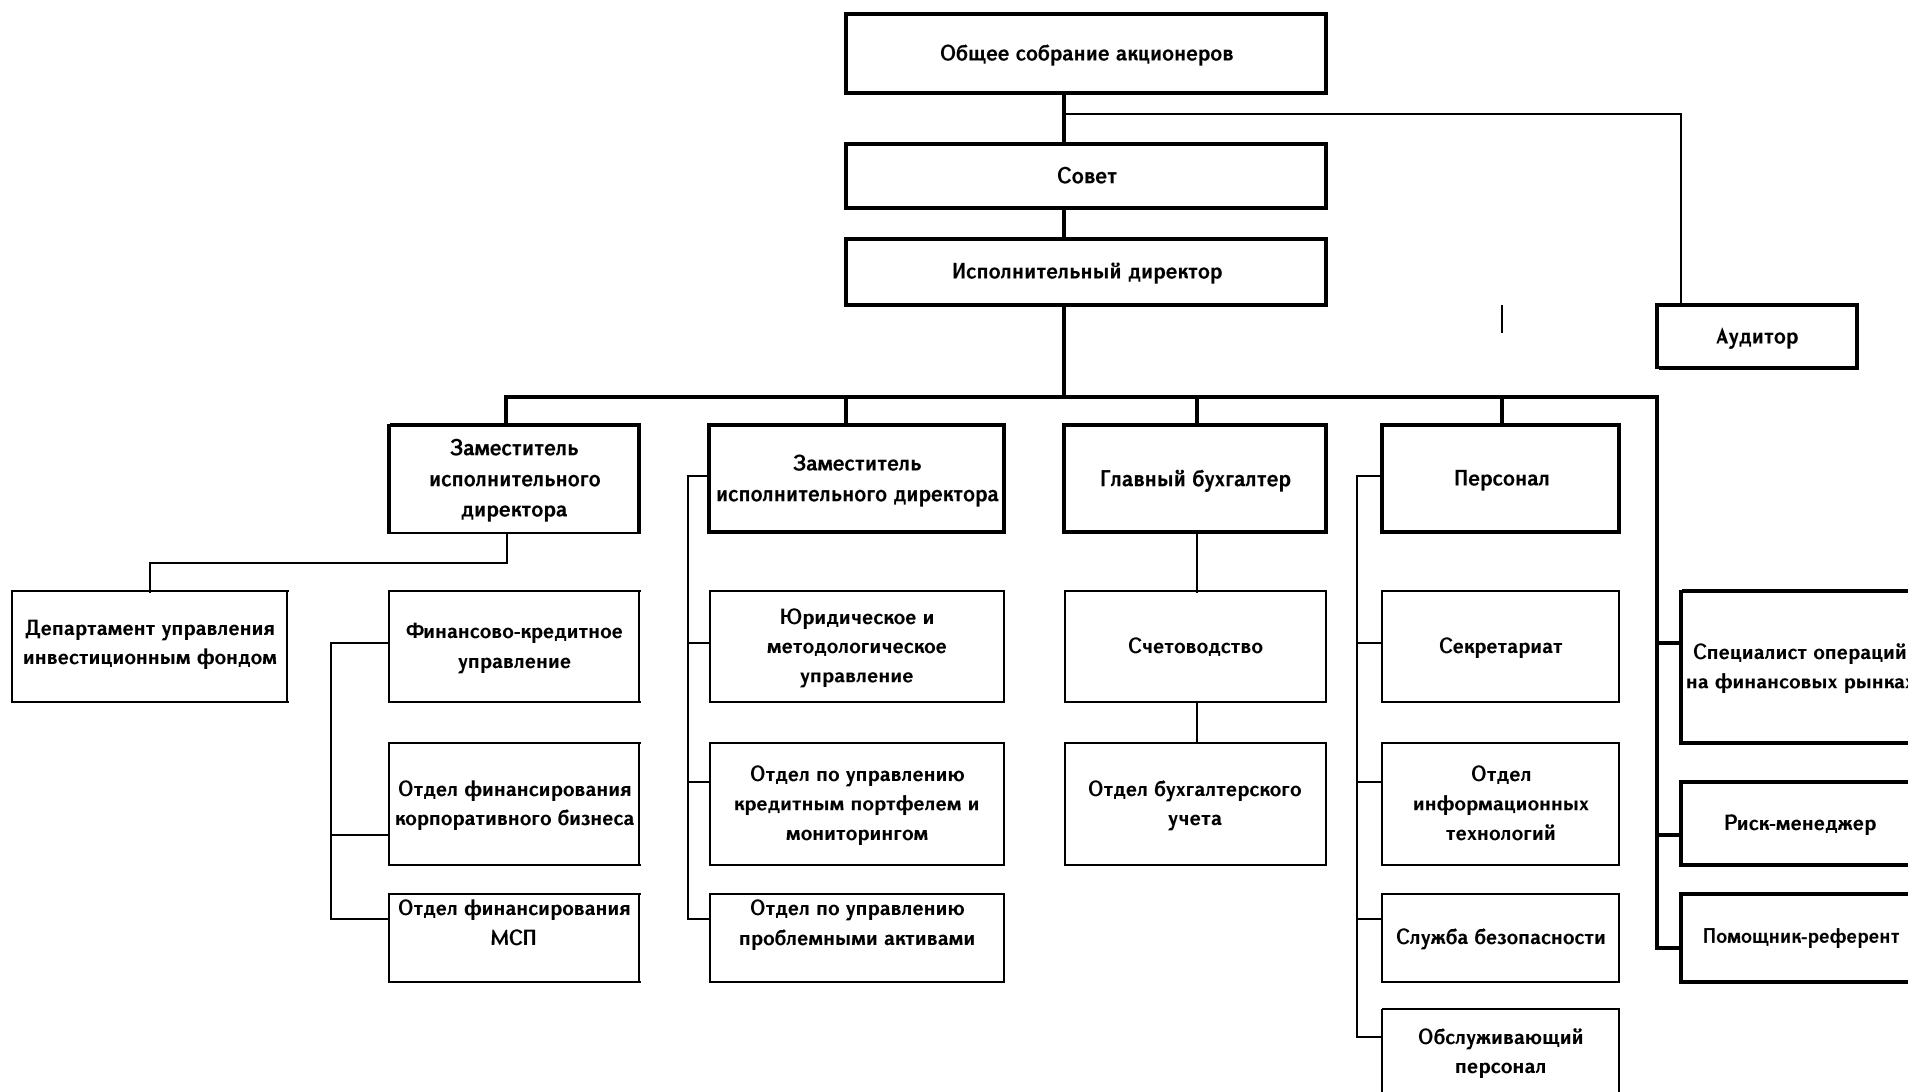 Общее собрание акционеров
Совет
Исполнительный директор
Аудитор
Заместитель
исполнительного
директора
Заместитель
исполнительного директора
Главный бухгалтер
Персонал
Департамент управления
инвестиционным фондом
Финансово-кредитное
управление
Юридическое и
методологическое
управление
Счетоводство
Секретариат
Специалист операций
на финансовых рынках
Отдел финансирования
корпоративного бизнеса
Отдел по управлению
кредитным портфелем и
мониторингом
Отдел бухгалтерского
учета
Отдел
информационных
технологий
Риск-менеджер
Отдел финансирования
МСП
Отдел по управлению
проблемными активами
Служба безопасности
Помощник-референт
Обслуживающий
персонал